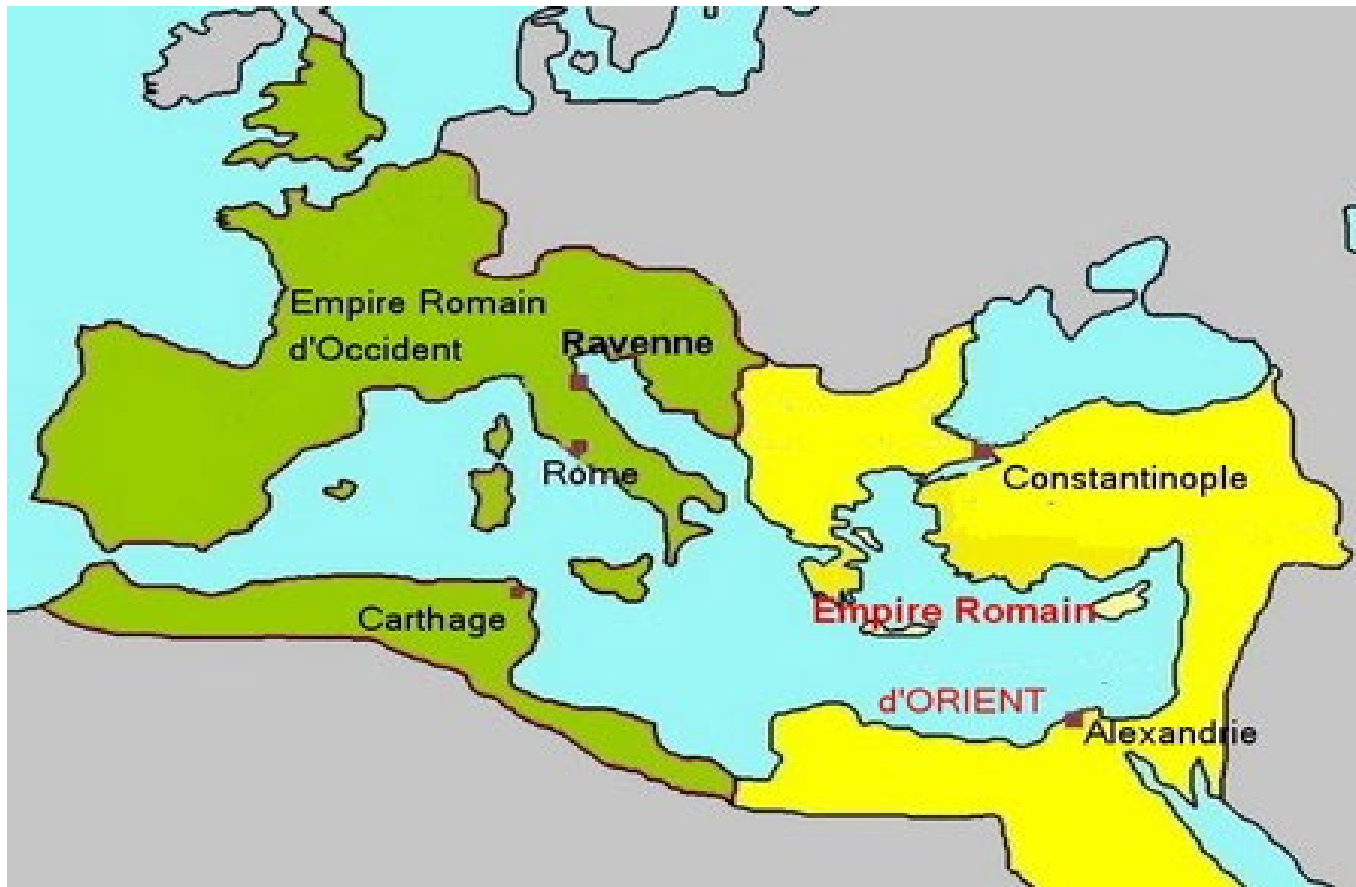 Empire Romain
d'Occident
Ravenne
Rome
Constantinople
Carthage
Empire Romain
d'ORIENT
Alexandrie